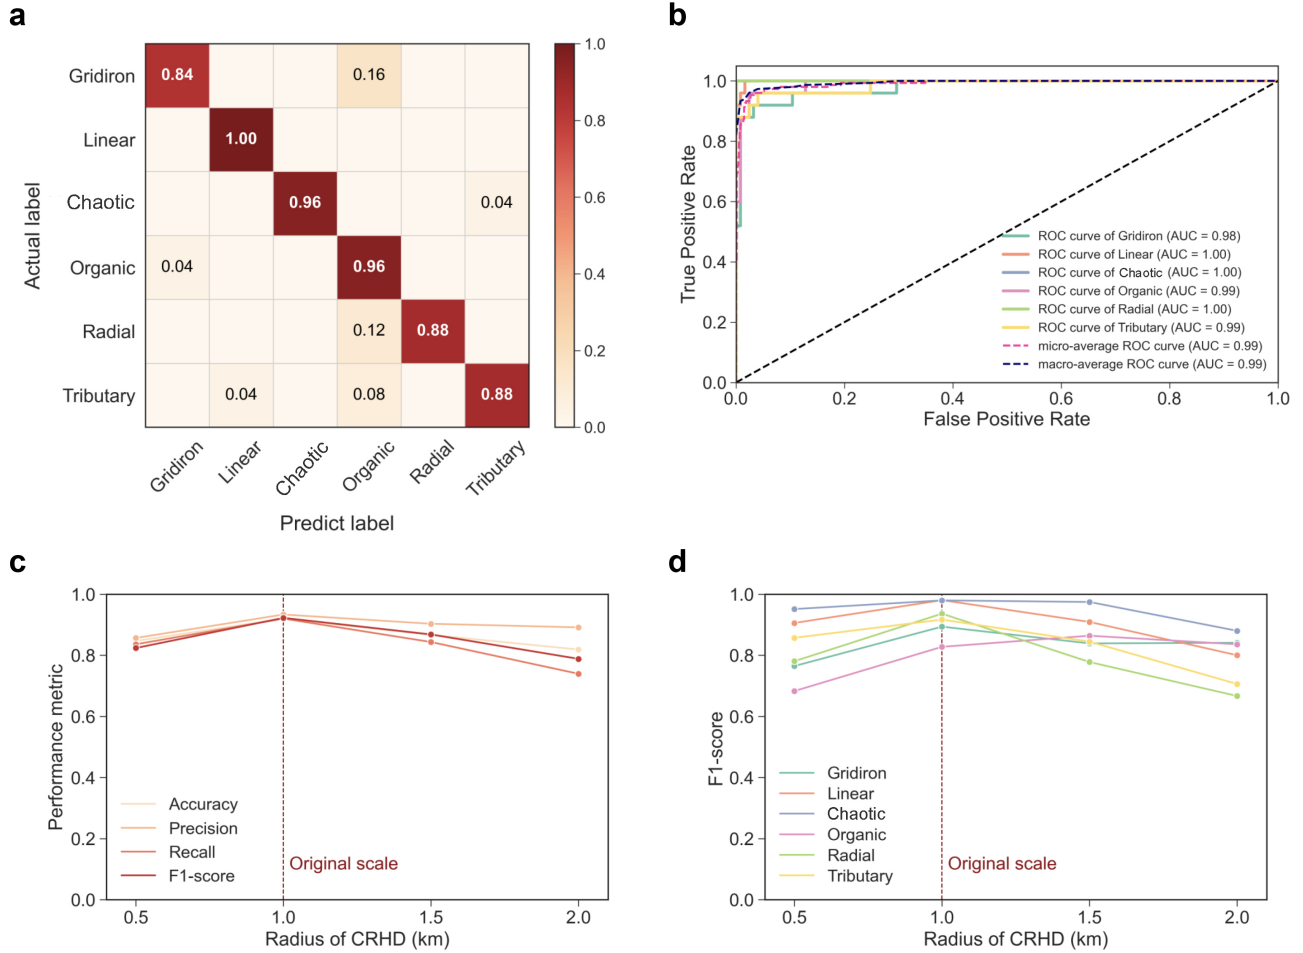 a
Gridiron 0.84 0.16
Linear 1.00
Chaotic 0.96 0.04
Organic 0.04 0.96
Radial 0.12 0.88
Tributary 0.04 0.08 0.88
Actual label
Gridiron Linear Chaotic Organic Radial Tributary
Predict label
1.0
0.8
0.6
0.4
0.2
0.0
b
1.0
0.8
0.6
0.4
0.2
0.0
True Positive Rate
ROC curve of Gridiron (AUC = 0.98)
ROC curve of Linear (AUC = 1.00)
ROC curve of Chaotic (AUC = 1.00)
ROC curve of Organic (AUC = 0.99)
ROC curve of Radial (AUC = 1.00)
ROC curve of Tributary (AUC = 0.99)
micro-average ROC curve (AUC = 0.99)
macro-average ROC curve (AUC = 0.99)
0.0 0.2 0.4 0.6 0.8 1.0
False Positive Rate
c
1.0
0.8
0.6
0.4
0.2
0.0
Performance metric
Accuracy
Precision
Recall
F1-score
Original scale
0.5 1.0 1.5 2.0
Radius of CRHD (km)
d
1.0
0.8
0.6
0.4
0.2
0.0
F1-score
Gridiron
Linear
Chaotic
Organic
Radial
Tributary
Original scale
0.5 1.0 1.5 2.0
Radius of CRHD (km)